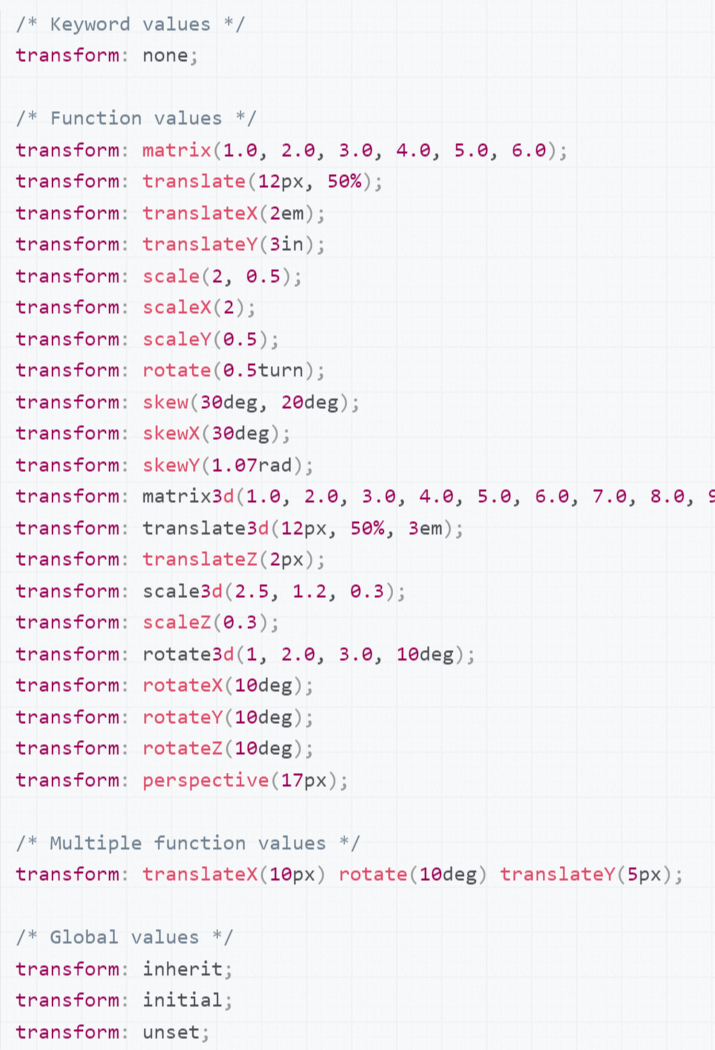 /* Keyword values */
transform: none;
/* Function values */
transform: matrix(1.0, 2.0, 3.0, 4.0, 5.0, 6.0);
transform: translate(12px, 50%);
transform: translateX(2em);
transform: translateY(3in);
transform: scale(2, 0.5);
transform: scaleX(2);
transform: scaleY(0.5);
transform: rotate(0.5turn);
transform: skew(30deg, 20deg);
transform: skewX(30deg);
transform: skewY(1.07rad);
transform: matrix3d(1.0, 2.0, 3.0, 4.0, 5.0, 6.0, 7.0, 8.0, 9
transform: translate3d(12px, 50%, 3em);
transform: translateZ(2px);
transform: scale3d(2.5, 1.2, 0.3);
transform: scaleZ(0.3);
transform: rotate3d(1, 2.0, 3.0, 10deg);
transform: rotateX(10deg);
transform: rotateY(10deg);
transform: rotateZ(10deg);
transform: perspective(17px);
/* Multiple function values */
transform: translateX(10px) rotate(10deg) translateY(5px);
/* Global values */
transform: inherit;
transform: initial;
transform: unset;